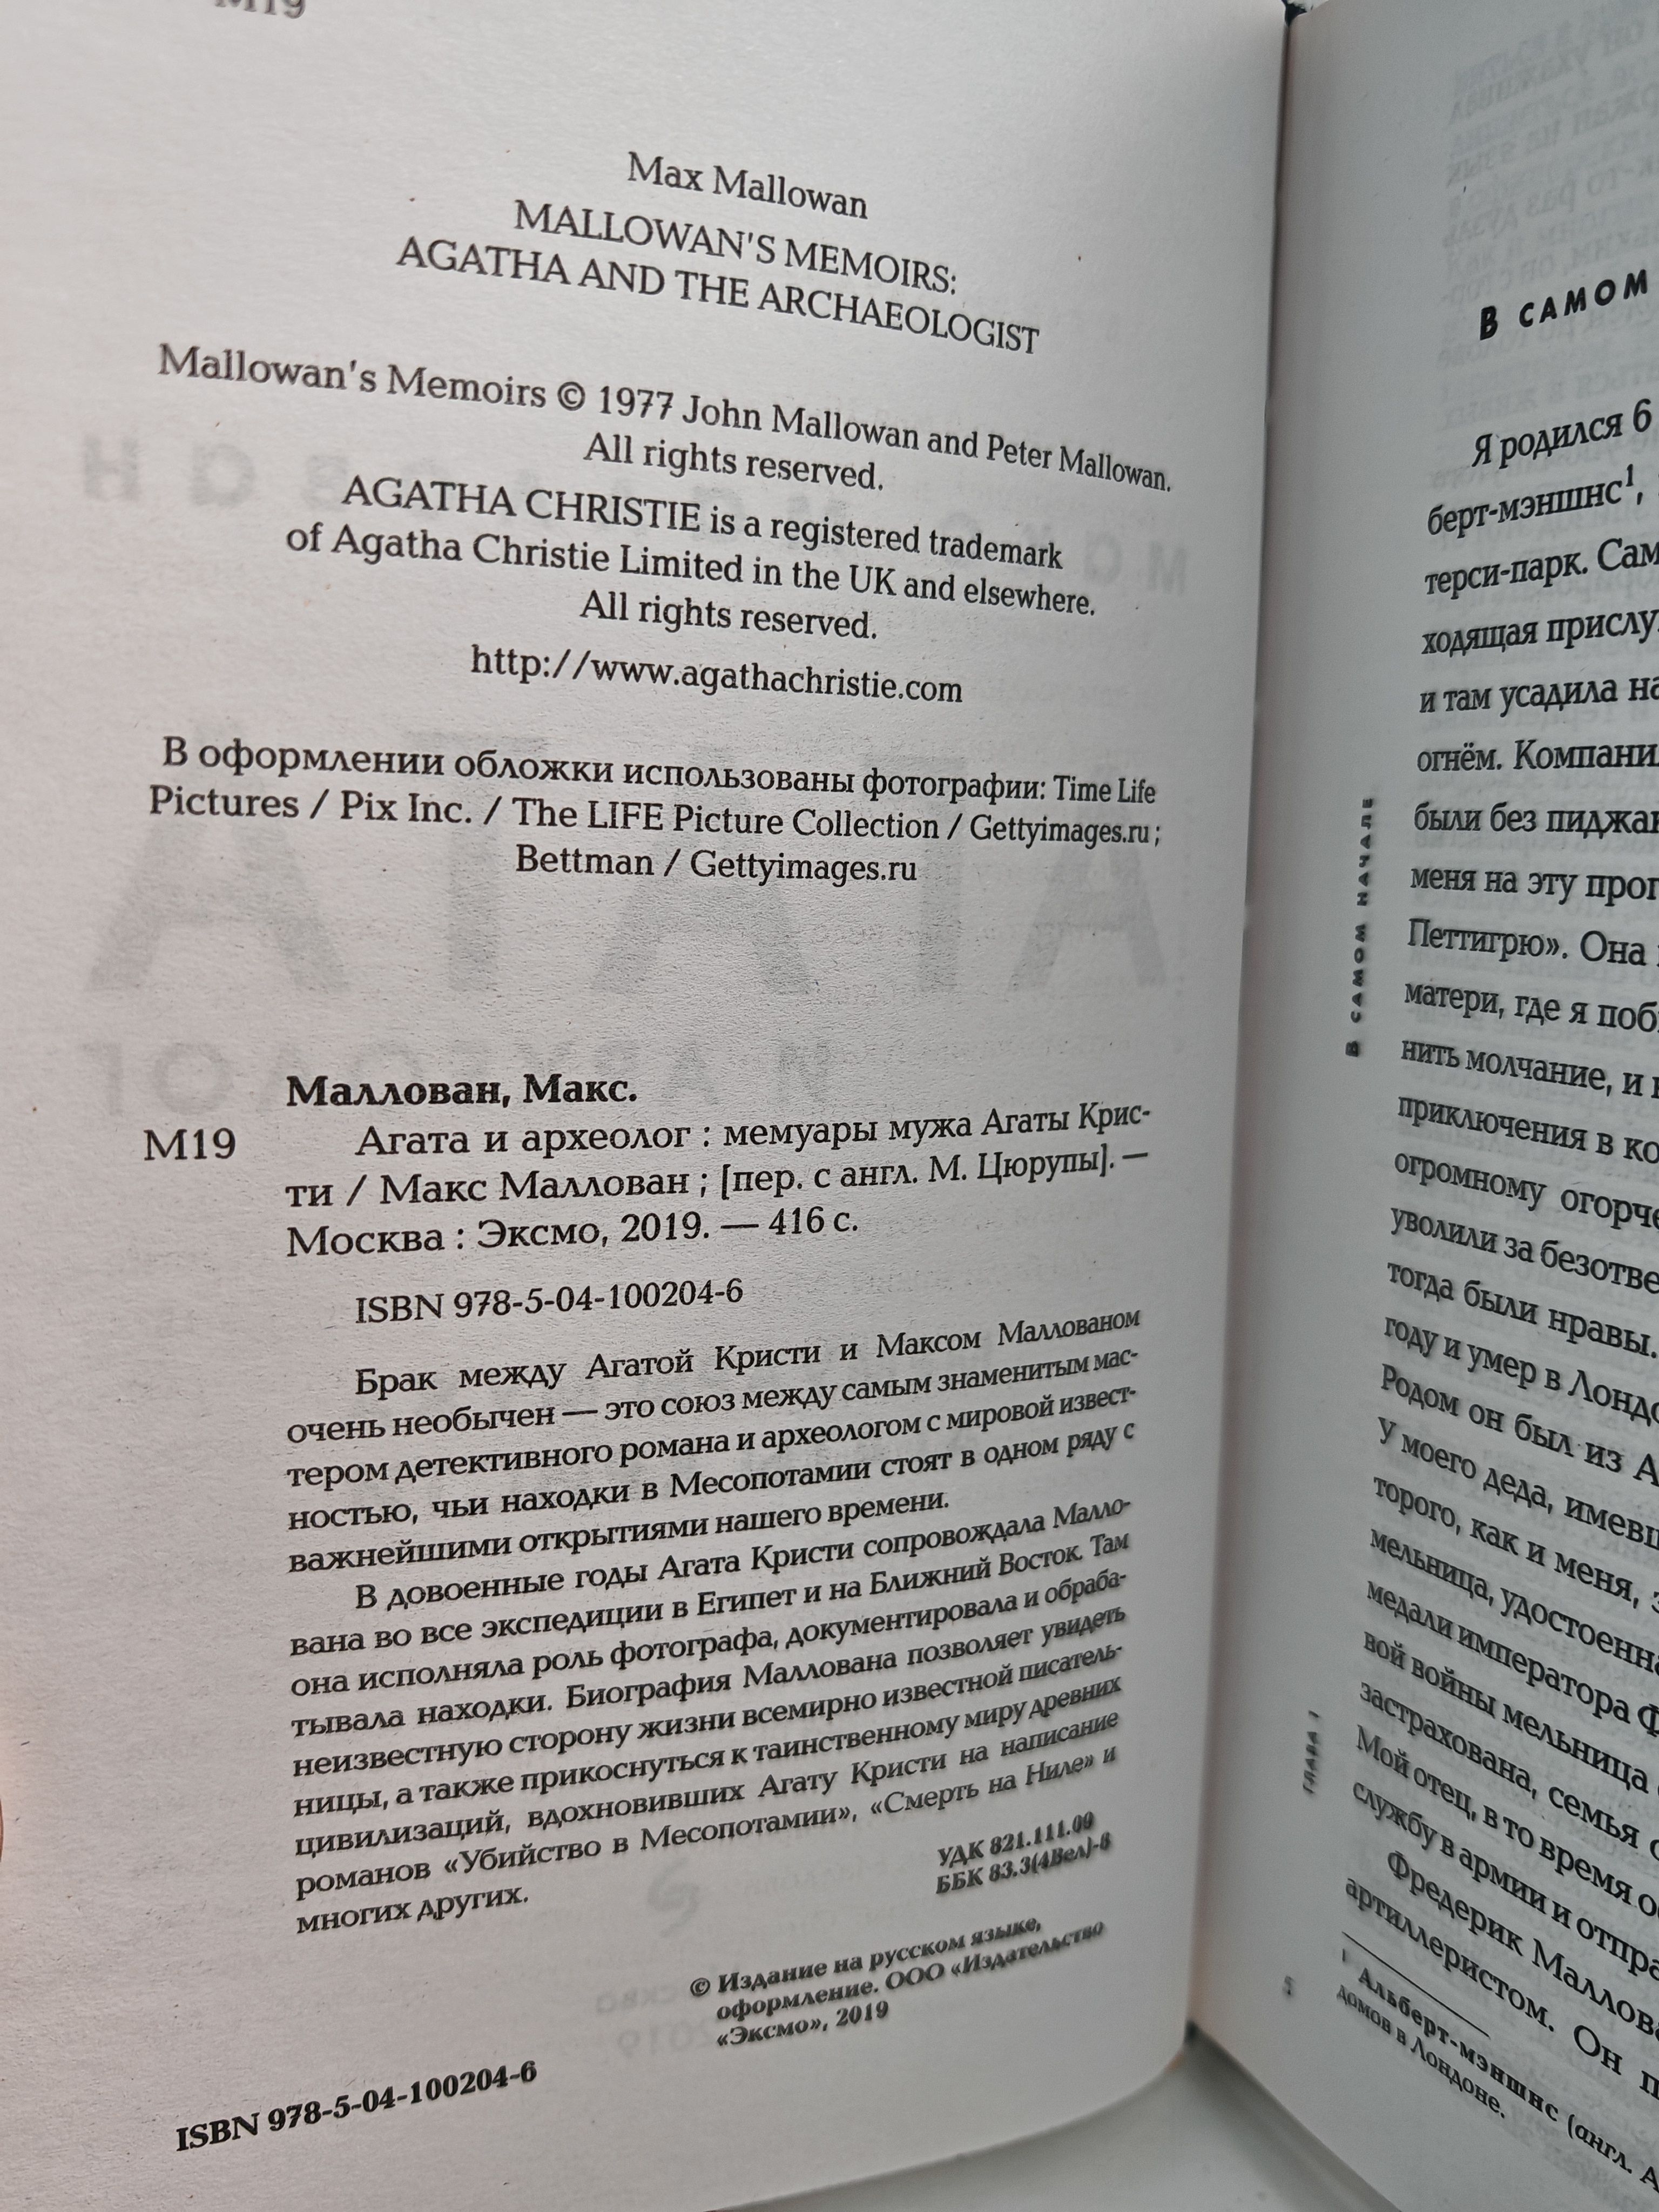 М19
Max Mallowan
MALLOWAN'S MEMOIRS:
AGATHA AND THE ARCHAEOLOGIST
Mallowan's Memoirs © 1977 John Mallowan and Peter Mallowan.
All rights reserved.
AGATHA CHRISTIE is a registered trademark
of Agatha Christie Limited in the UK and elsewhere.
All rights reserved.
http://www.agathachristie.com
В оформлении обложки использованы фотографии: Time Life
Pictures / Pix Inc. / The LIFE Picture Collection / Gettyimages.ru ;
Bettman / Gettyimages.ru
Маллован, Макс.
М19 Агата и археолог : мемуары мужа Агаты Крис-
ти / Макс Маллован ; [пер. с англ. М. Цюрупы]. —
Москва : Эксмо, 2019. — 416 с.
ISBN 978-5-04-100204-6
Брак между Агатой Кристи и Максом Маллованом
очень необычен — это союз между самым знаменитым мас-
тером детективного романа и археологом с мировой извест-
ностью, чьи находки в Месопотамии стоят в одном ряду с
важнейшими открытиями нашего времени.
В довоенные годы Агата Кристи сопровождала Малло-
вана во все экспедиции в Египет и на Ближний Восток. Там
она исполняла роль фотографа, документировала и обраба-
тывала находки. Биография Маллована позволяет увидеть
неизвестную сторону жизни всемирно известной писатель-
ницы, а также прикоснуться к таинственному миру древних
цивилизаций, вдохновивших Агату Кристи на написание
романов «Убийство в Месопотамии», «Смерть на Ниле» и
многих других.
УДК 821.111.09
ББК 83.3(4Вел)-8
© Издание на русском языке,
оформление. ООО «Издательство
«Эксмо», 2019
ISBN 978-5-04-100204-6
В САМОМ
Я родился 6
берт-мэншнс¹,
терси-парк. Сам
ходящая прислу
и там усадила на
огнём. Компани
были без пиджак
меня на эту прог
Петтигрю». Она
матери, где я поб
нить молчание, и
приключения в ко
огромному огорче
уволили за безотве
тогда были нравы.
году и умер в Лондо
Родом он был из А
У моего деда, имевш
торого, как и меня, з
мельница, удостоенна
медали императора Ф
вой войны мельница
застрахована, семья
Мой отец, в то время о
службу в армии и отпра
Фредерик Маллова
артиллеристом. Он п
¹ Альберт-мэншнс (англ. А
домов в Лондоне.
В САМОМ НАЧАЛЕ
ГЛАВА 1
5